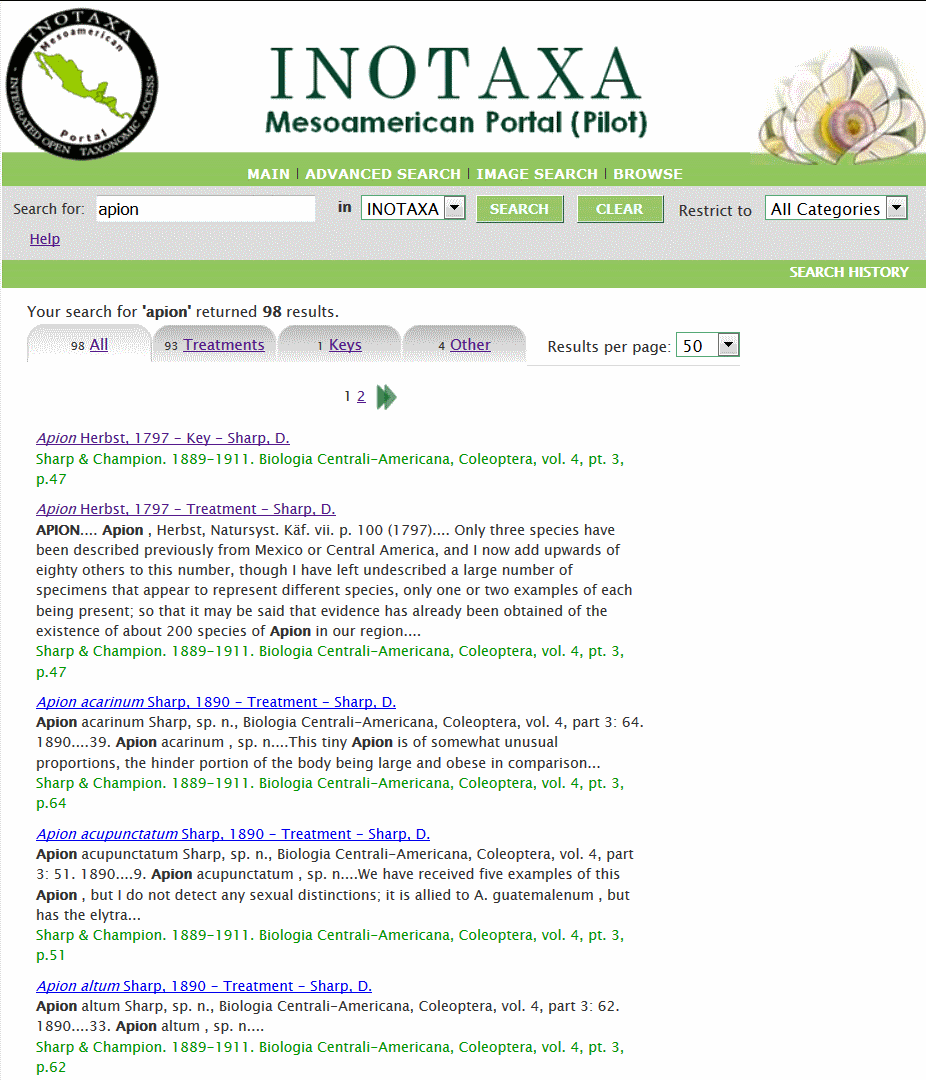 INOTAXA
Mesoamerican
Portal
INTEGRATED OPEN TAXONOMIC ACCESS
INOTAXA
Mesoamerican Portal (Pilot)
MAIN | ADVANCED SEARCH | IMAGE SEARCH | BROWSE
Search for: apion in INOTAXA SEARCH CLEAR Restrict to All Categories
Help
SEARCH HISTORY
Your search for 'apion' returned 98 results.
98 All 93 Treatments 1 Keys 4 Other Results per page: 50
1 2
Apion Herbst, 1797 - Key - Sharp, D.
Sharp & Champion. 1889-1911. Biologia Centrali-Americana, Coleoptera, vol. 4, pt. 3,
p.47
Apion Herbst, 1797 - Treatment - Sharp, D.
APION.... Apion , Herbst, Natursyst. Käf. vii. p. 100 (1797).... Only three species have
been described previously from Mexico or Central America, and I now add upwards of
eighty others to this number, though I have left undescribed a large number of
specimens that appear to represent different species, only one or two examples of each
being present; so that it may be said that evidence has already been obtained of the
existence of about 200 species of Apion in our region....
Sharp & Champion. 1889-1911. Biologia Centrali-Americana, Coleoptera, vol. 4, pt. 3,
p.47
Apion acarinum Sharp, 1890 - Treatment - Sharp, D.
Apion acarinum Sharp, sp. n., Biologia Centrali-Americana, Coleoptera, vol. 4, part 3: 64.
1890....39. Apion acarinum , sp. n....This tiny Apion is of somewhat unusual
proportions, the hinder portion of the body being large and obese in comparison...
Sharp & Champion. 1889-1911. Biologia Centrali-Americana, Coleoptera, vol. 4, pt. 3,
p.64
Apion acupunctatum Sharp, 1890 - Treatment - Sharp, D.
Apion acupunctatum Sharp, sp. n., Biologia Centrali-Americana, Coleoptera, vol. 4, part
3: 51. 1890....9. Apion acupunctatum , sp. n....We have received five examples of this
Apion , but I do not detect any sexual distinctions; it is allied to A. guatemalenum , but
has the elytra...
Sharp & Champion. 1889-1911. Biologia Centrali-Americana, Coleoptera, vol. 4, pt. 3,
p.51
Apion altum Sharp, 1890 - Treatment - Sharp, D.
Apion altum Sharp, sp. n., Biologia Centrali-Americana, Coleoptera, vol. 4, part 3: 62.
1890....33. Apion altum , sp. n....
Sharp & Champion. 1889-1911. Biologia Centrali-Americana, Coleoptera, vol. 4, pt. 3,
p.62